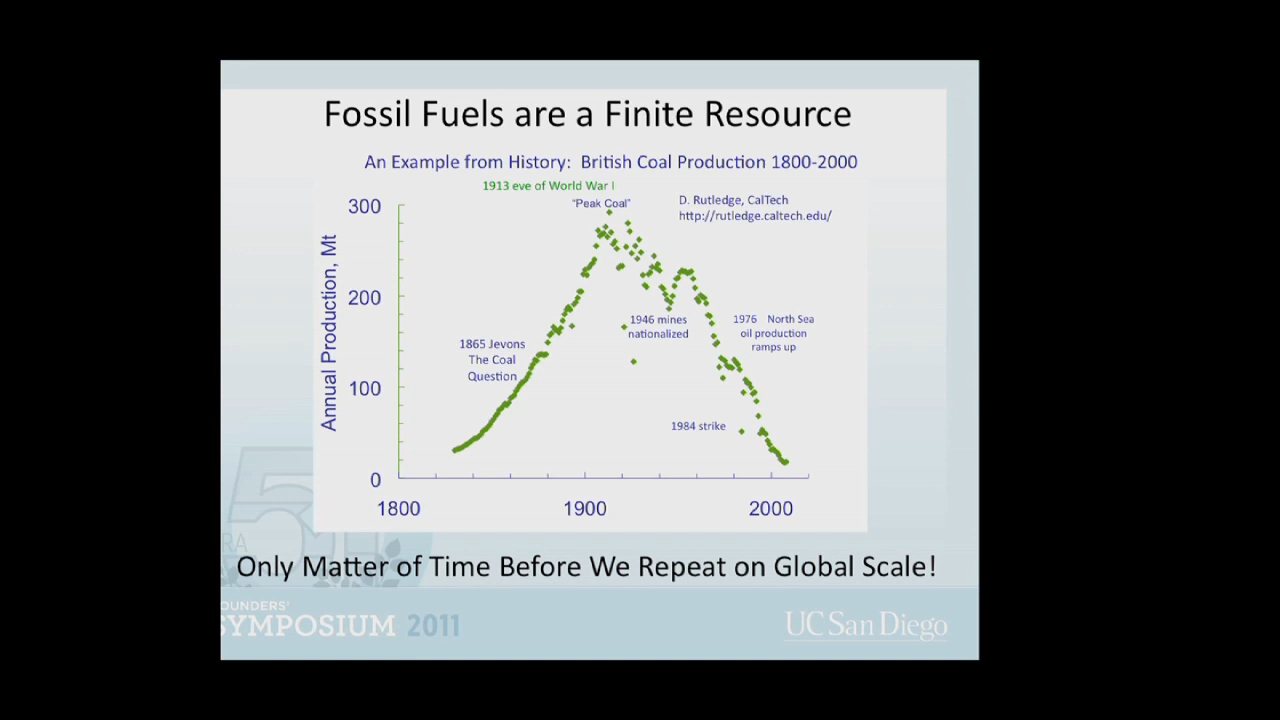 Fossil Fuels are a Finite Resource
An Example from History: British Coal Production 1800-2000
1913 eve of World War I
"Peak Coal"
D. Rutledge, CalTech
http://rutledge.caltech.edu/
300
200
100
0
Annual Production, Mt
1865 Jevons
The Coal
Question
1946 mines
nationalized
1976 North Sea
oil production
ramps up
1984 strike
1800 1900 2000
Only Matter of Time Before We Repeat on Global Scale!
50
RA
OUNDERS'
SYMPOSIUM 2011
UC San Diego